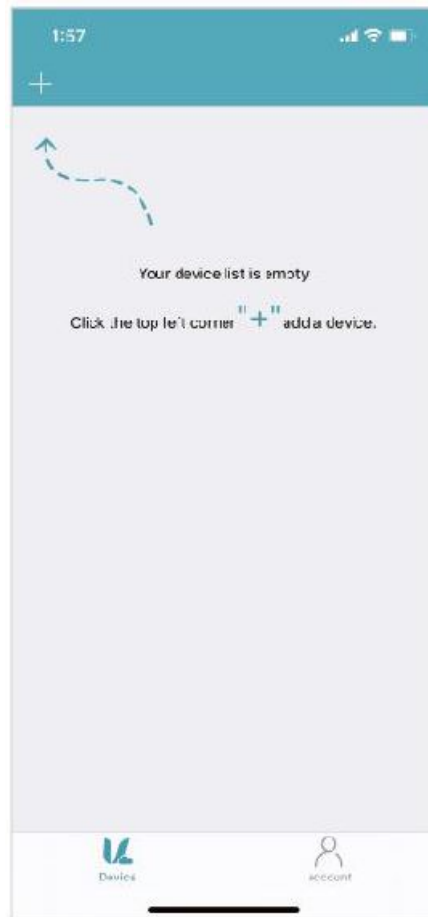 1:57
+
Your device list is empty
Click the top left corner "+" add a device.
Device
account